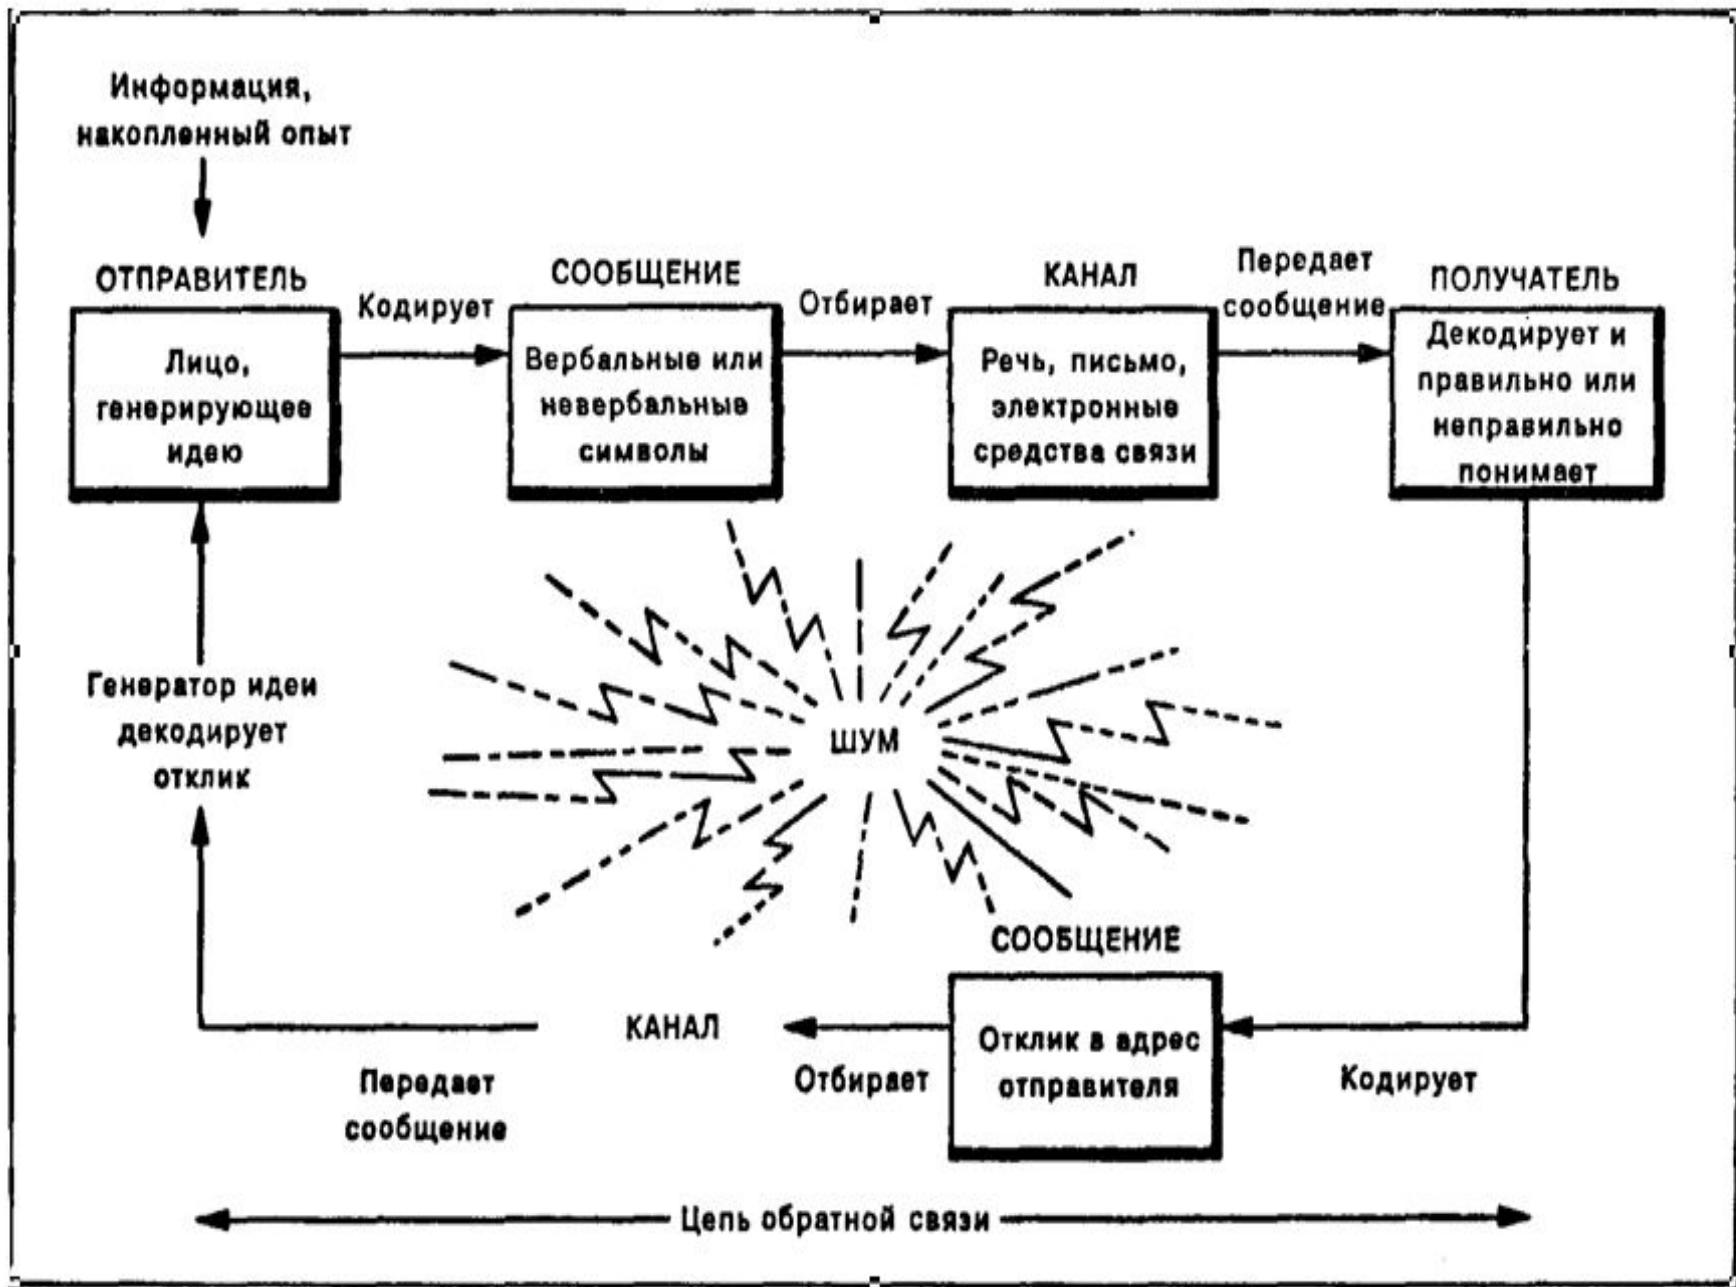 Информация,
накопленный опыт
ОТПРАВИТЕЛЬ
Лицо,
генерирующее
идею
Кодирует
СООБЩЕНИЕ
Вербальные или
невербальные
символы
Отбирает
КАНАЛ
Речь, письмо,
электронные
средства связи
Передает
сообщение
ПОЛУЧАТЕЛЬ
Декодирует и
правильно или
неправильно
понимает
ШУМ
Генератор идеи
декодирует
отклик
СООБЩЕНИЕ
Отклик в адрес
отправителя
Кодирует
Отбирает
КАНАЛ
Передает
сообщение
Цепь обратной связи